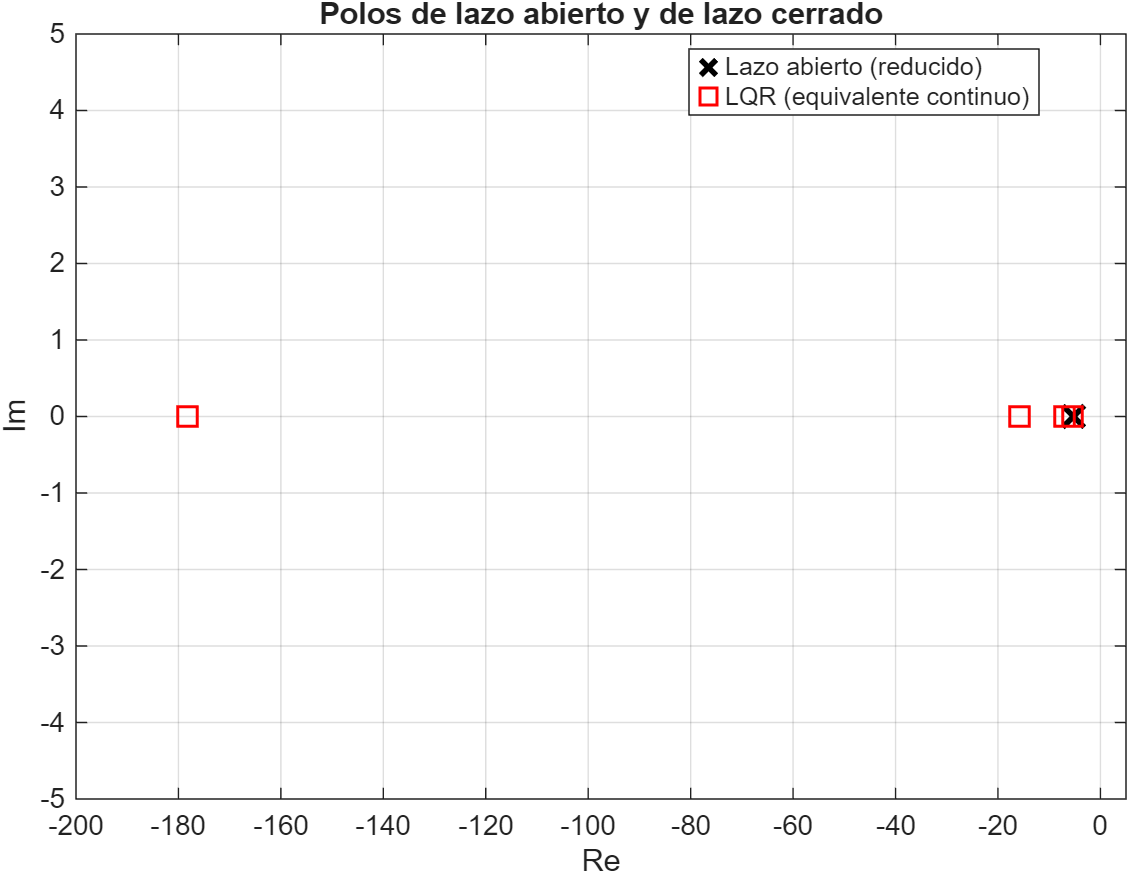 Polos de lazo abierto y de lazo cerrado
Lazo abierto (reducido)
LQR (equivalente continuo)
5
4
3
2
1
0
-1
-2
-3
-4
-5
Im
-200 -180 -160 -140 -120 -100 -80 -60 -40 -20 0
Re